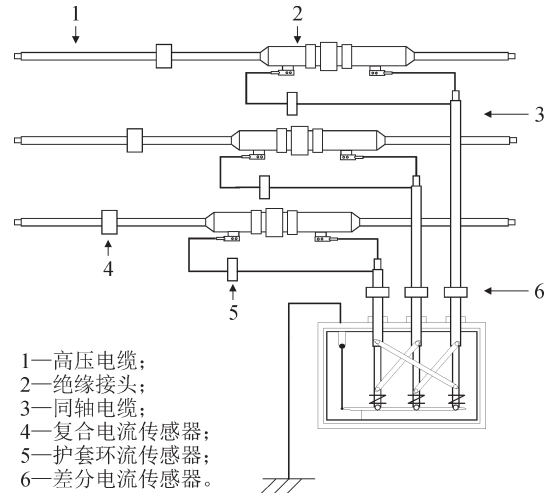 1
2
3
4
5
6
1—高压电缆；
2—绝缘接头；
3—同轴电缆；
4—复合电流传感器；
5—护套环流传感器；
6—差分电流传感器。